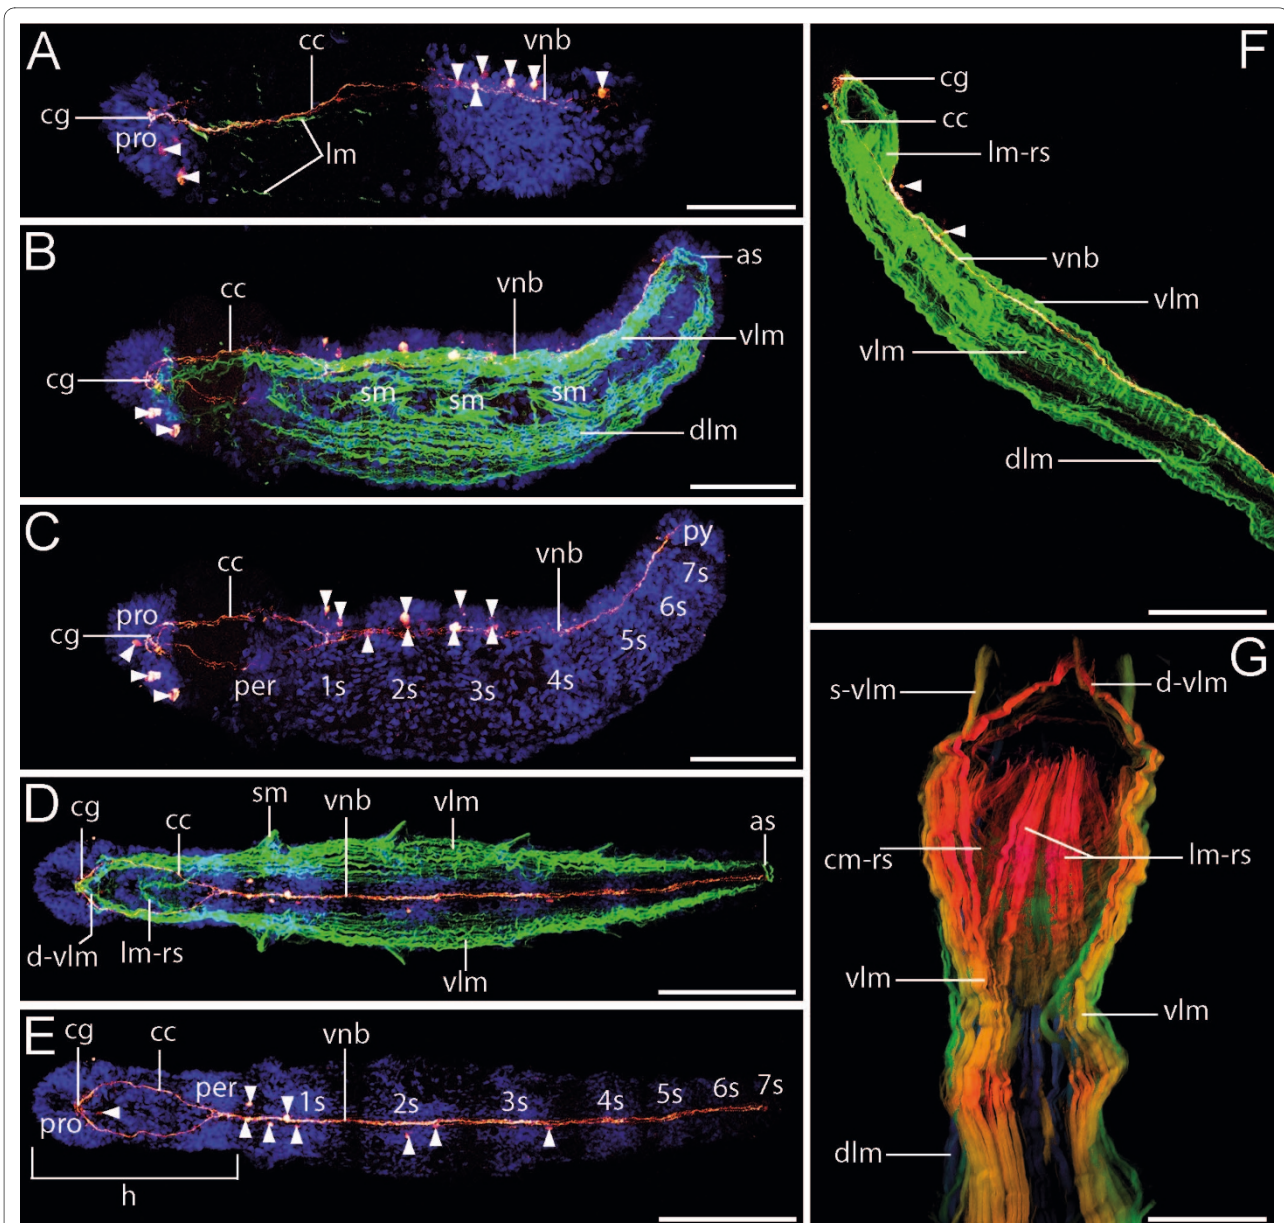 A
cc
vnb
cg
pro
lm
B
as
cc
vnb
vlm
cg
sm
sm
sm
dlm
C
py
cc
vnb
7s
pro
6s
cg
5s
per
1s
2s
3s
4s
D
cg
cc
sm
vnb
vlm
as
d-vlm
lm-rs
vlm
E
cg
cc
vnb
per
1s
2s
3s
4s
5s
6s
7s
pro
h
F
cg
cc
lm-rs
vnb
vlm
vlm
dlm
G
s-vlm
d-vlm
cm-rs
lm-rs
vlm
vlm
dlm